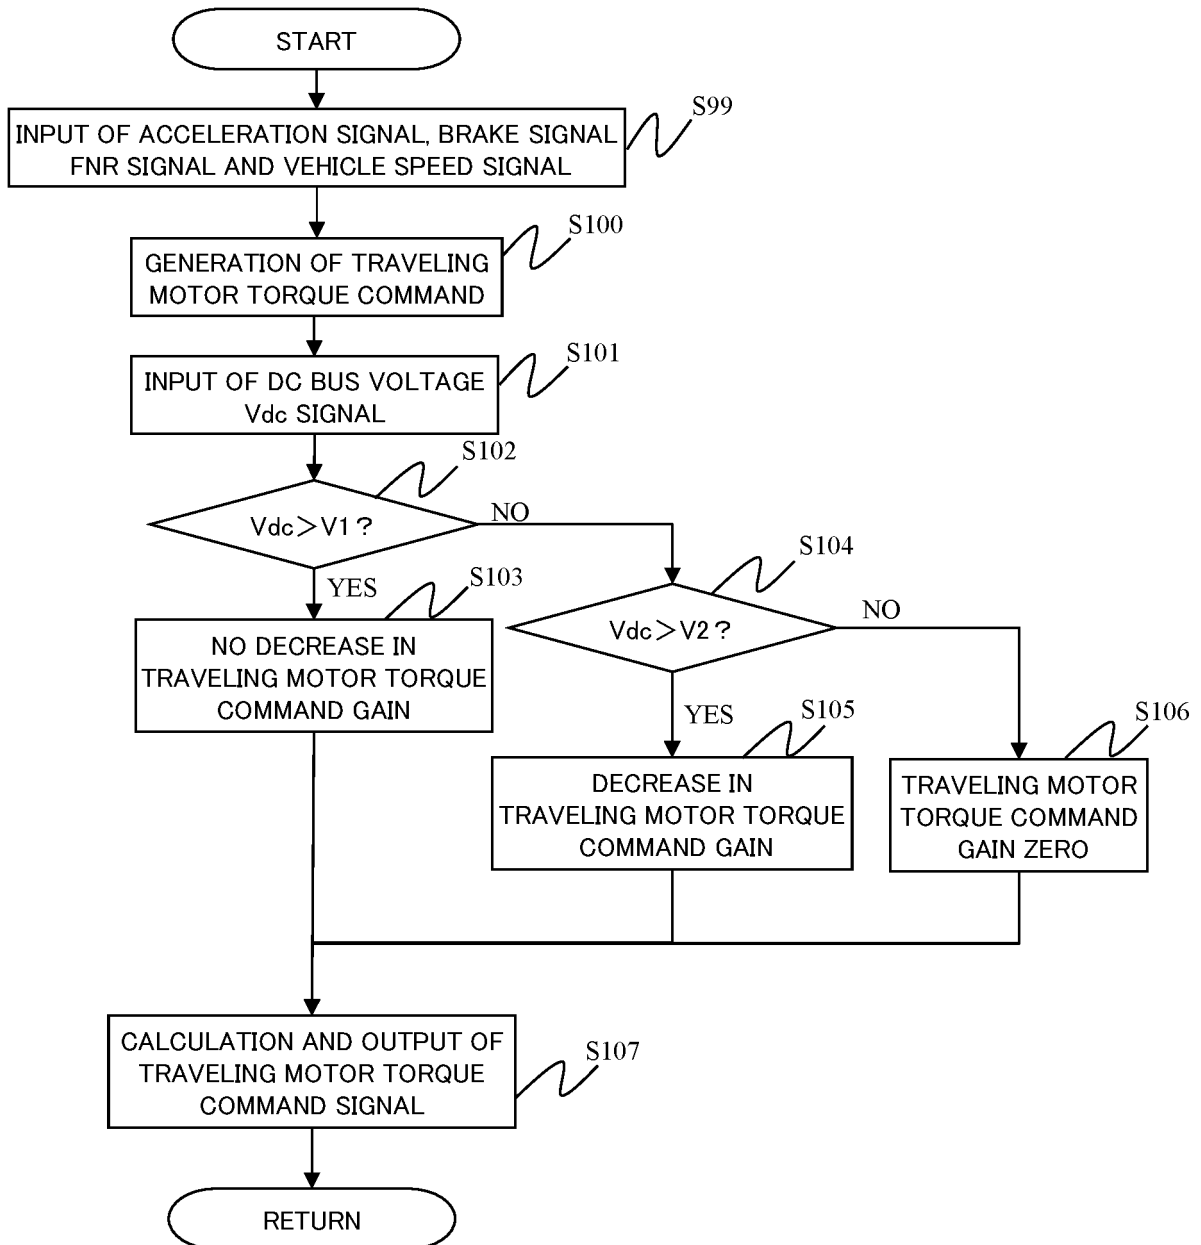 START
S99
INPUT OF ACCELERATION SIGNAL, BRAKE SIGNAL
FNR SIGNAL AND VEHICLE SPEED SIGNAL
S100
GENERATION OF TRAVELING
MOTOR TORQUE COMMAND
S101
INPUT OF DC BUS VOLTAGE
Vdc SIGNAL
S102
Vdc＞V1？
NO
YES
S103
NO DECREASE IN
TRAVELING MOTOR TORQUE
COMMAND GAIN
S104
Vdc＞V2？
NO
YES
S105
DECREASE IN
TRAVELING MOTOR TORQUE
COMMAND GAIN
S106
TRAVELING MOTOR
TORQUE COMMAND
GAIN ZERO
S107
CALCULATION AND OUTPUT OF
TRAVELING MOTOR TORQUE
COMMAND SIGNAL
RETURN